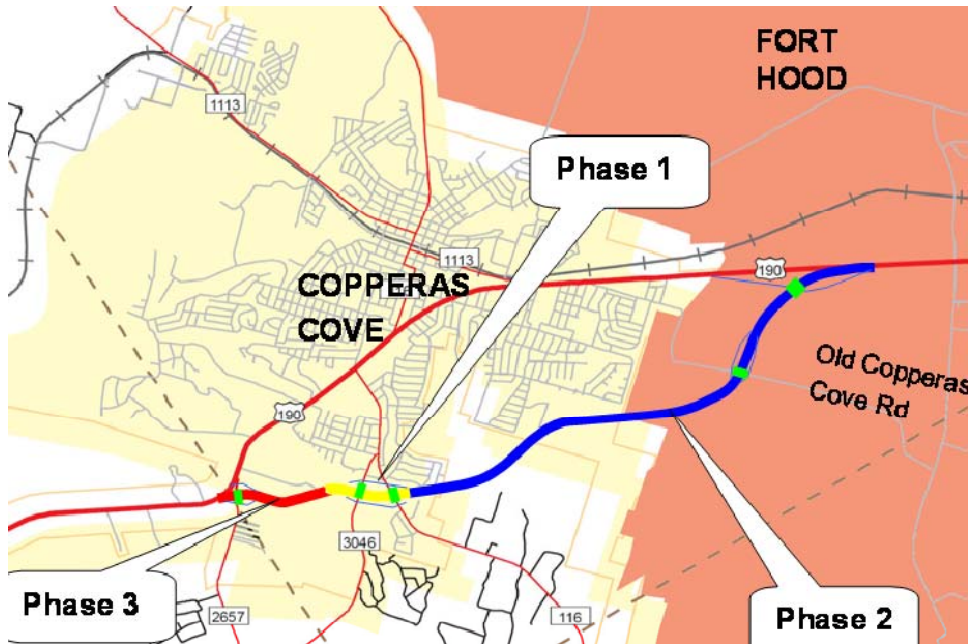 FORT
HOOD
1113
Phase 1
1113
190
COPPERAS
COVE
Old Copperas
Cove Rd
190
3046
Phase 3
2657
116
Phase 2